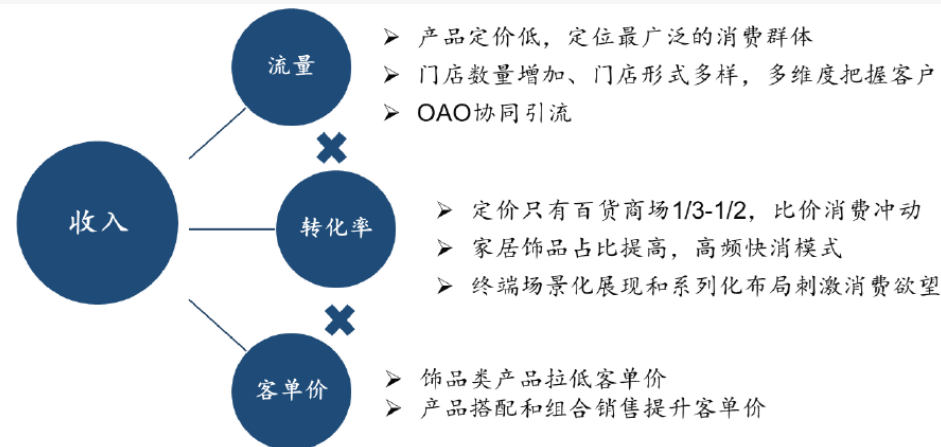 流量
➢ 产品定价低，定位最广泛的消费群体
➢ 门店数量增加、门店形式多样，多维度把握客户
➢ OAO协同引流
收入
转化率
➢ 定价只有百货商场1/3-1/2，比价消费冲动
➢ 家居饰品占比提高，高频快消模式
➢ 终端场景化展现和系列化布局刺激消费欲望
客单价
➢ 饰品类产品拉低客单价
➢ 产品搭配和组合销售提升客单价